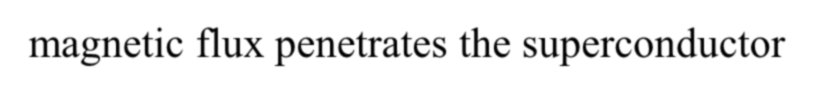 magnetic flux penetrates the superconductor